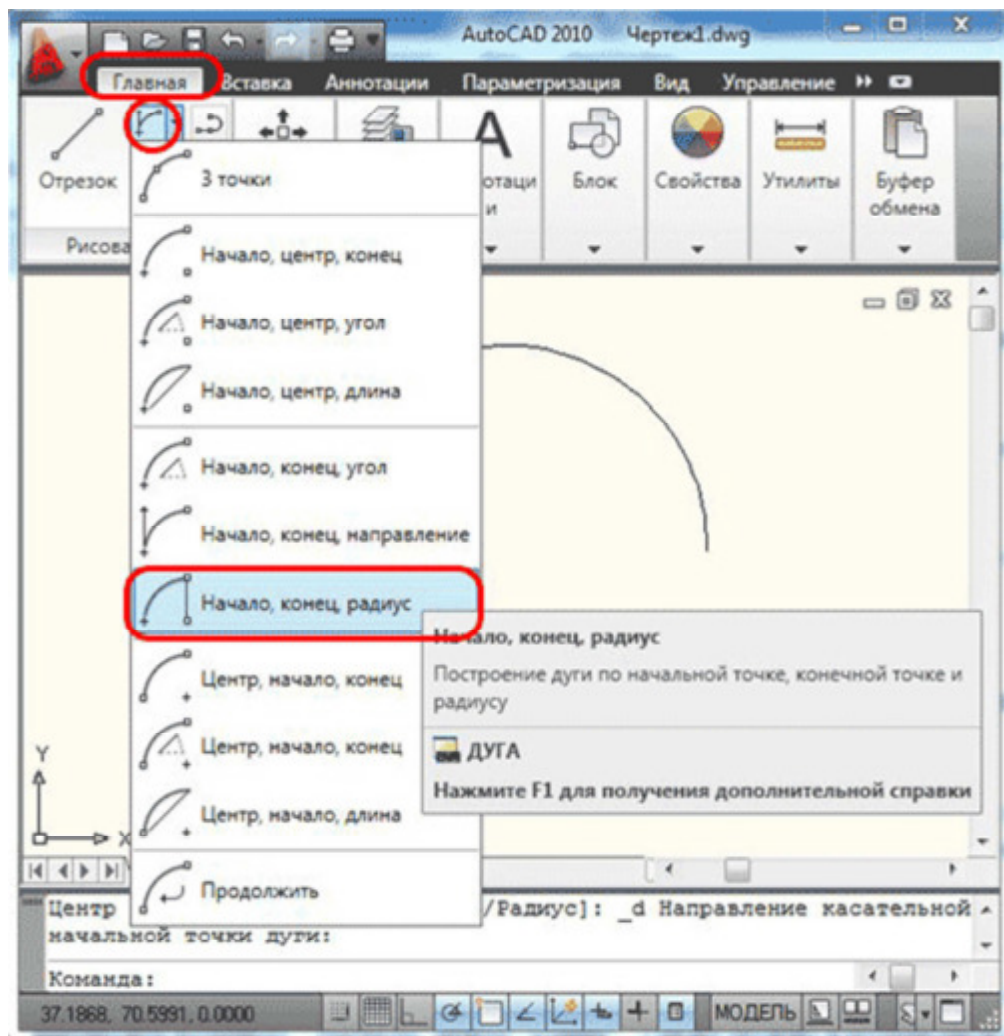 AutoCAD 2010 Чертеж1.dwg
Главная Вставка Аннотации Параметризация Вид Управление
Отрезок
отаци
и
Блок
Свойства
Утилиты
Буфер
обмена
Рисова
3 точки
Начало, центр, конец
Начало, центр, угол
Начало, центр, длина
Начало, конец, угол
Начало, конец, направление
Начало, конец, радиус
Центр, начало, конец
Центр, начало, конец
Центр, начало, длина
Продолжить
Начало, конец, радиус
Построение дуги по начальной точке, конечной точке и
радиусу
ДУГА
Нажмите F1 для получения дополнительной справки
A
Y
X
Центр /Радиус]: _d Направление касательной
начальной точки дуги:
Команда:
37.1868, 70.5991, 0.0000 МОДЕЛЬ